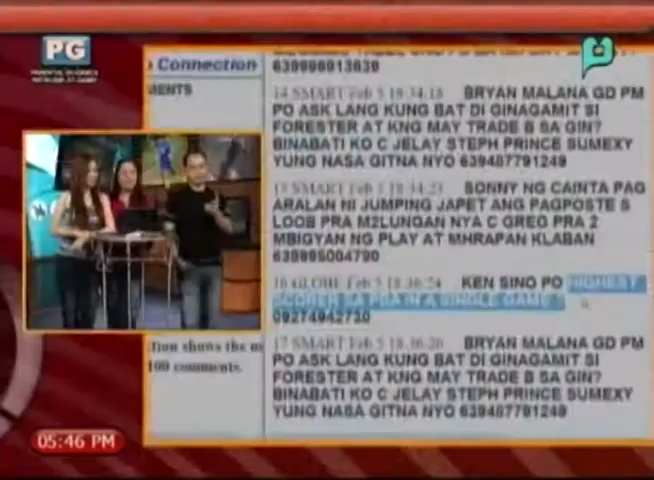 PG
Connection
MENTS
639996913639
14 SMART Feb 5 18:34:18 BRYAN MALANA GD PM
PO ASK LANG KUNG BAT DI GINAGAMIT SI
FORESTER AT KNG MAY TRADE B SA GIN?
BINABATI KO C JELAY STEPH PRINCE SUMEXY
YUNG NASA GITNA NYO 639487791249
15 SMART Feb 5 18:34:23 SONNY NG CAINTA PAG
ARALAN NI JUMPING JAPET ANG PAGPOSTE S
LOOB PRA M2LUNGAN NYA C GREG PRA 2
MBIGYAN NG PLAY AT MHRAPAN KLABAN
639995004790
16 GLOBE Feb 5 18:36:24 KEN SINO PO HIGHEST
SCORER SA PBA IN A SINGLE GAME ?
09274942730
17 SMART Feb 5 18:36:26 BRYAN MALANA GD PM
PO ASK LANG KUNG BAT DI GINAGAMIT SI
FORESTER AT KNG MAY TRADE B SA GIN?
BINABATI KO C JELAY STEPH PRINCE SUMEXY
YUNG NASA GITNA NYO 639487791249
tion shows the m
100 comments.
05:46 PM